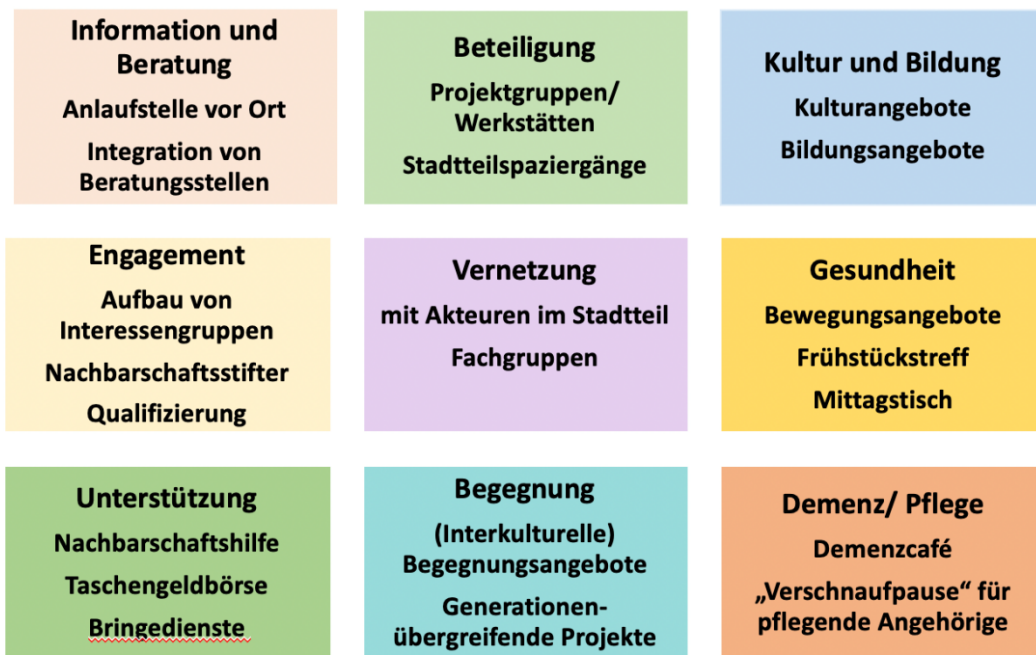 Information und
Beratung
Anlaufstelle vor Ort
Integration von
Beratungsstellen
Beteiligung
Projektgruppen/
Werkstätten
Stadtteilspaziergänge
Kultur und Bildung
Kulturangebote
Bildungsangebote
Engagement
Aufbau von
Interessengruppen
Nachbarschaftsstifter
Qualifizierung
Vernetzung
mit Akteuren im Stadtteil
Fachgruppen
Gesundheit
Bewegungsangebote
Frühstückstreff
Mittagstisch
Unterstützung
Nachbarschaftshilfe
Taschengeldbörse
Bringedienste
Begegnung
(Interkulturelle)
Begegnungsangebote
Generationen-
übergreifende Projekte
Demenz/ Pflege
Demenzcafé
„Verschnaufpause“ für
pflegende Angehörige